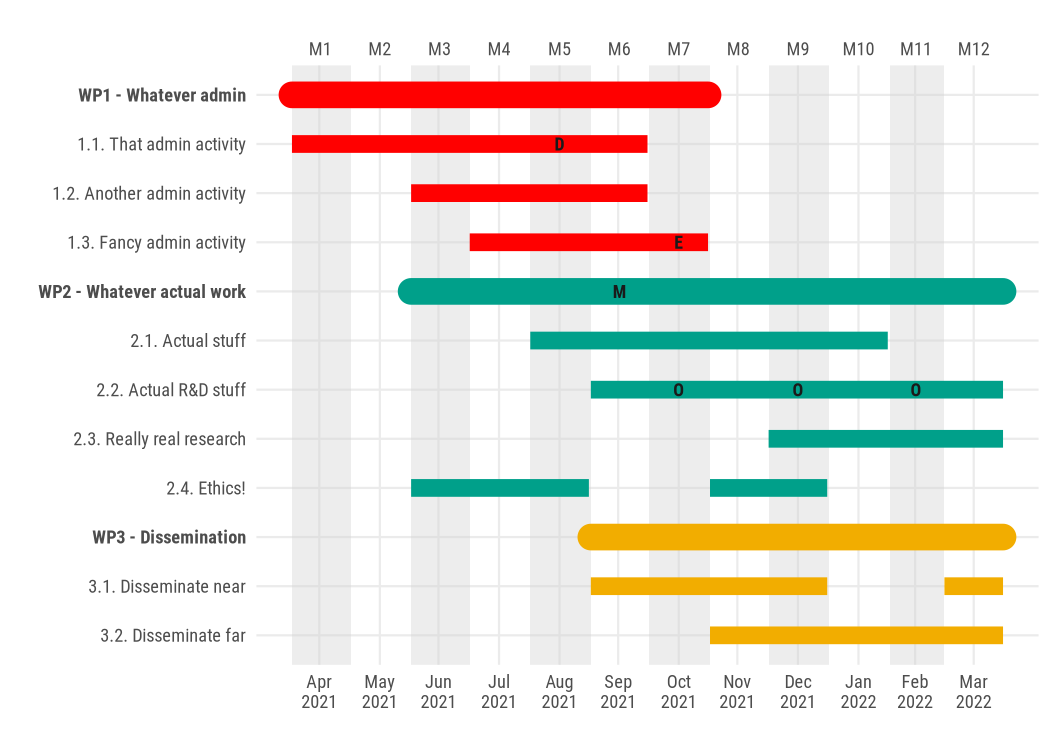 M1 M2 M3 M4 M5 M6 M7 M8 M9 M10 M11 M12
WP1 - Whatever admin
1.1. That admin activity D
1.2. Another admin activity
1.3. Fancy admin activity E
WP2 - Whatever actual work M
2.1. Actual stuff
2.2. Actual R&D stuff O O O
2.3. Really real research
2.4. Ethics!
WP3 - Dissemination
3.1. Disseminate near
3.2. Disseminate far
Apr May Jun Jul Aug Sep Oct Nov Dec Jan Feb Mar
2021 2021 2021 2021 2021 2021 2021 2021 2021 2022 2022 2022